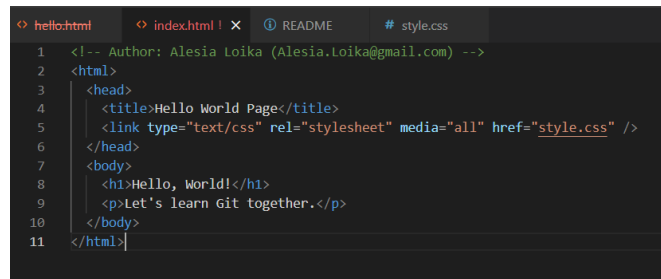 <> hello.html <> index.html ! × ⓘ README # style.css
1 <!-- Author: Alesia Loika (Alesia.Loika@gmail.com) -->
2 <html>
3 <head>
4 <title>Hello World Page</title>
5 <link type="text/css" rel="stylesheet" media="all" href="style.css" />
6 </head>
7 <body>
8 <h1>Hello, World!</h1>
9 <p>Let's learn Git together.</p>
10 </body>
11 </html>